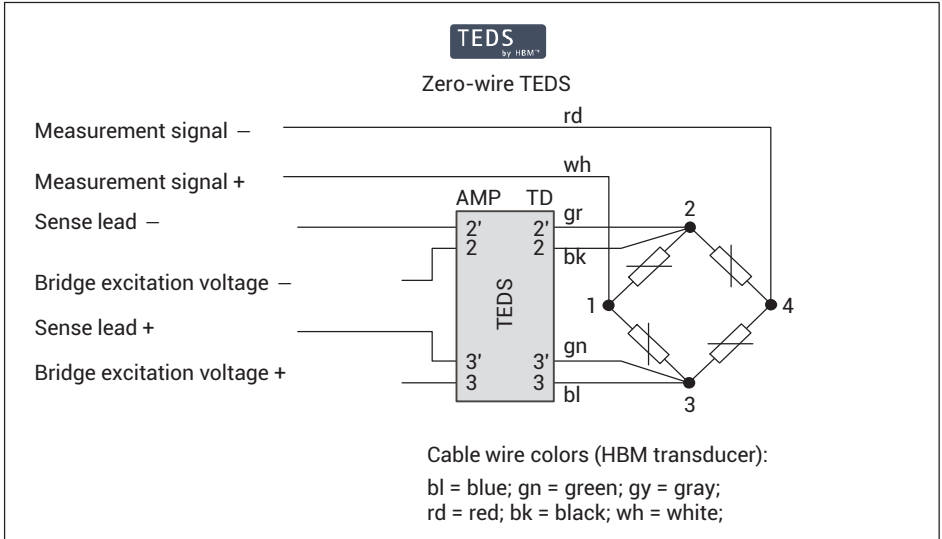 TEDS
by HBM™
Zero-wire TEDS
rd
Measurement signal –
wh
Measurement signal +
AMP TD
Sense lead –
gr
2
2' 2'
2 2
bk
Bridge excitation voltage –
TEDS
1
4
Sense lead +
gn
3' 3'
Bridge excitation voltage +
3 3
bl
3
Cable wire colors (HBM transducer):
bl = blue; gn = green; gy = gray;
rd = red; bk = black; wh = white;